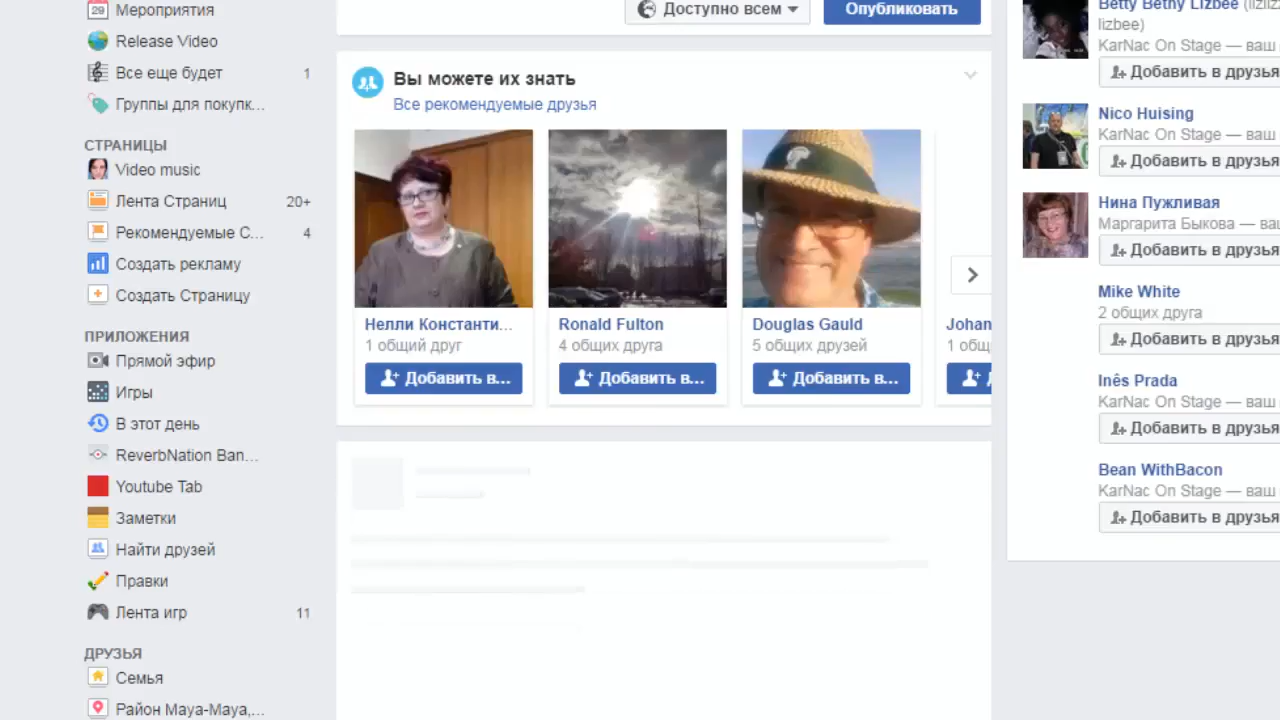 29 Мероприятия
Release Video
Все еще будет 1
Группы для покупк...
СТРАНИЦЫ
Video music
Лента Страниц 20+
Рекомендуемые С... 4
Создать рекламу
Создать Страницу
ПРИЛОЖЕНИЯ
Прямой эфир
Игры
В этот день
ReverbNation Ban...
Youtube Tab
Заметки
Найти друзей
Правки
Лента игр 11
ДРУЗЬЯ
Семья
Район Maya-Maya,...
Доступно всем Опубликовать
Вы можете их знать
Все рекомендуемые друзья
Нелли Константи...
1 общий друг
Добавить в...
Ronald Fulton
4 общих друга
Добавить в...
Douglas Gauld
5 общих друзей
Добавить в...
Johan
1 общ
Betty Betny Lizbee
lizbee)
KarNac On Stage — ваш
Добавить в друзья
Nico Huising
KarNac On Stage — ваш
Добавить в друзья
Нина Пужливая
Маргарита Быкова — ваш
Добавить в друзья
Mike White
2 общих друга
Добавить в друзья
Inês Prada
KarNac On Stage — ваш
Добавить в друзья
Bean WithBacon
KarNac On Stage — ваш
Добавить в друзья